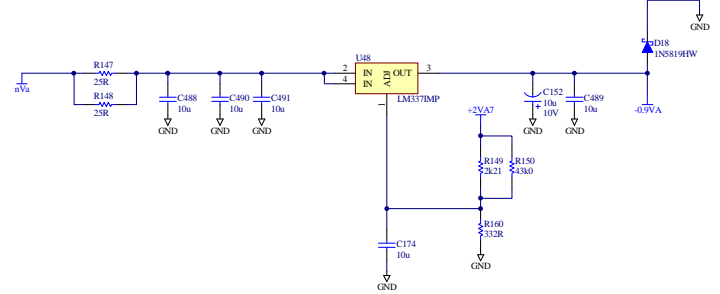 GND
D18
1N5819HW
U48
R147
25R
nVa
R148
25R
2
4
IN
IN
ADJ
OUT
3
1
LM337IMP
C488
10u
C490
10u
C491
10u
GND
GND
GND
C152
10u
10V
C489
10u
GND
GND
-0.9VA
+2VA7
R149
2k21
R150
43k0
R160
332R
GND
C174
10u
GND